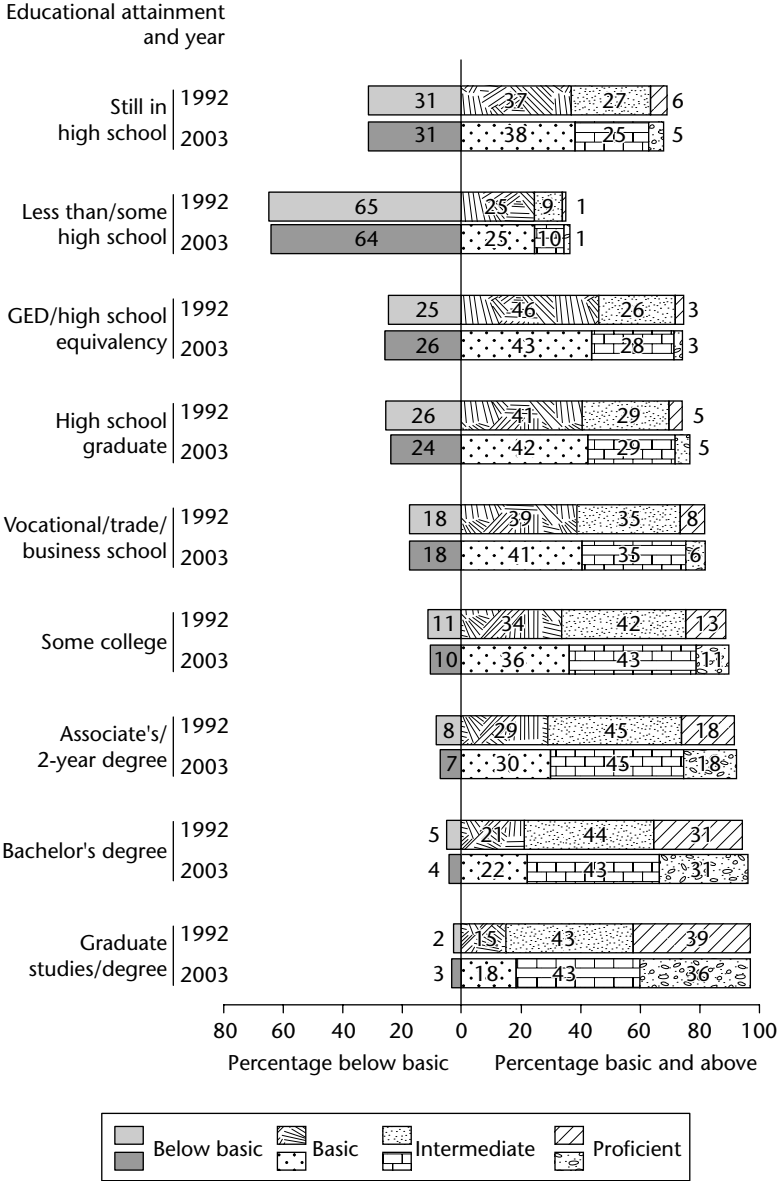 Educational attainment
and year
Still in
high school
1992
31 37 27 6
2003
31 38 25 5
Less than/some
high school
1992
65 25 9 1
2003
64 25 10 1
GED/high school
equivalency
1992
25 46 26 3
2003
26 43 28 3
High school
graduate
1992
26 41 29 5
2003
24 42 29 5
Vocational/trade/
business school
1992
18 39 35 8
2003
18 41 35 6
Some college
1992
11 34 42 13
2003
10 36 43 11
Associate's/
2-year degree
1992
8 29 45 18
2003
7 30 45 18
Bachelor's degree
1992
5 21 44 31
2003
4 22 43 31
Graduate
studies/degree
1992
2 15 43 39
2003
3 18 43 36
80 60 40 20 0 20 40 60 80 100
Percentage below basic Percentage basic and above
Below basic Basic Intermediate Proficient